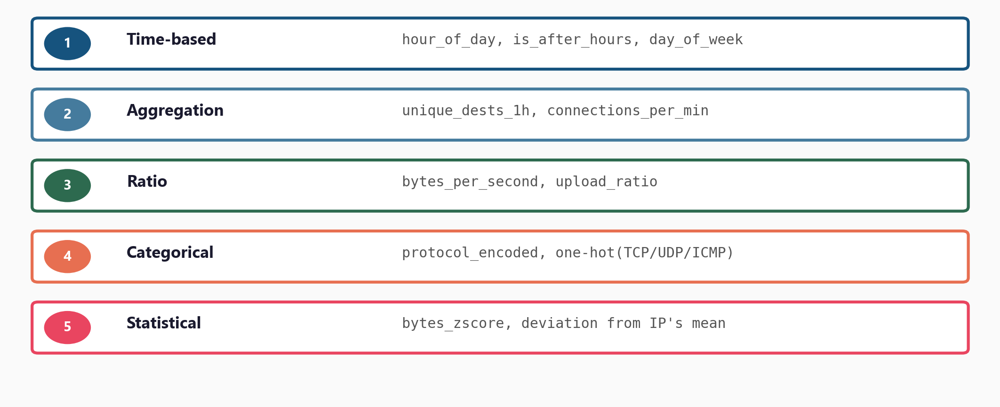 1 Time-based hour_of_day, is_after_hours, day_of_week
2 Aggregation unique_dests_1h, connections_per_min
3 Ratio bytes_per_second, upload_ratio
4 Categorical protocol_encoded, one-hot(TCP/UDP/ICMP)
5 Statistical bytes_zscore, deviation from IP's mean